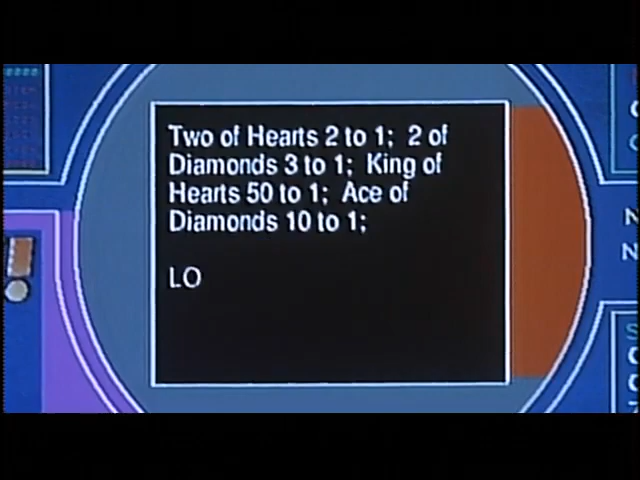 Two of Hearts 2 to 1; 2 of
Diamonds 3 to 1; King of
Hearts 50 to 1; Ace of
Diamonds 10 to 1;
LO